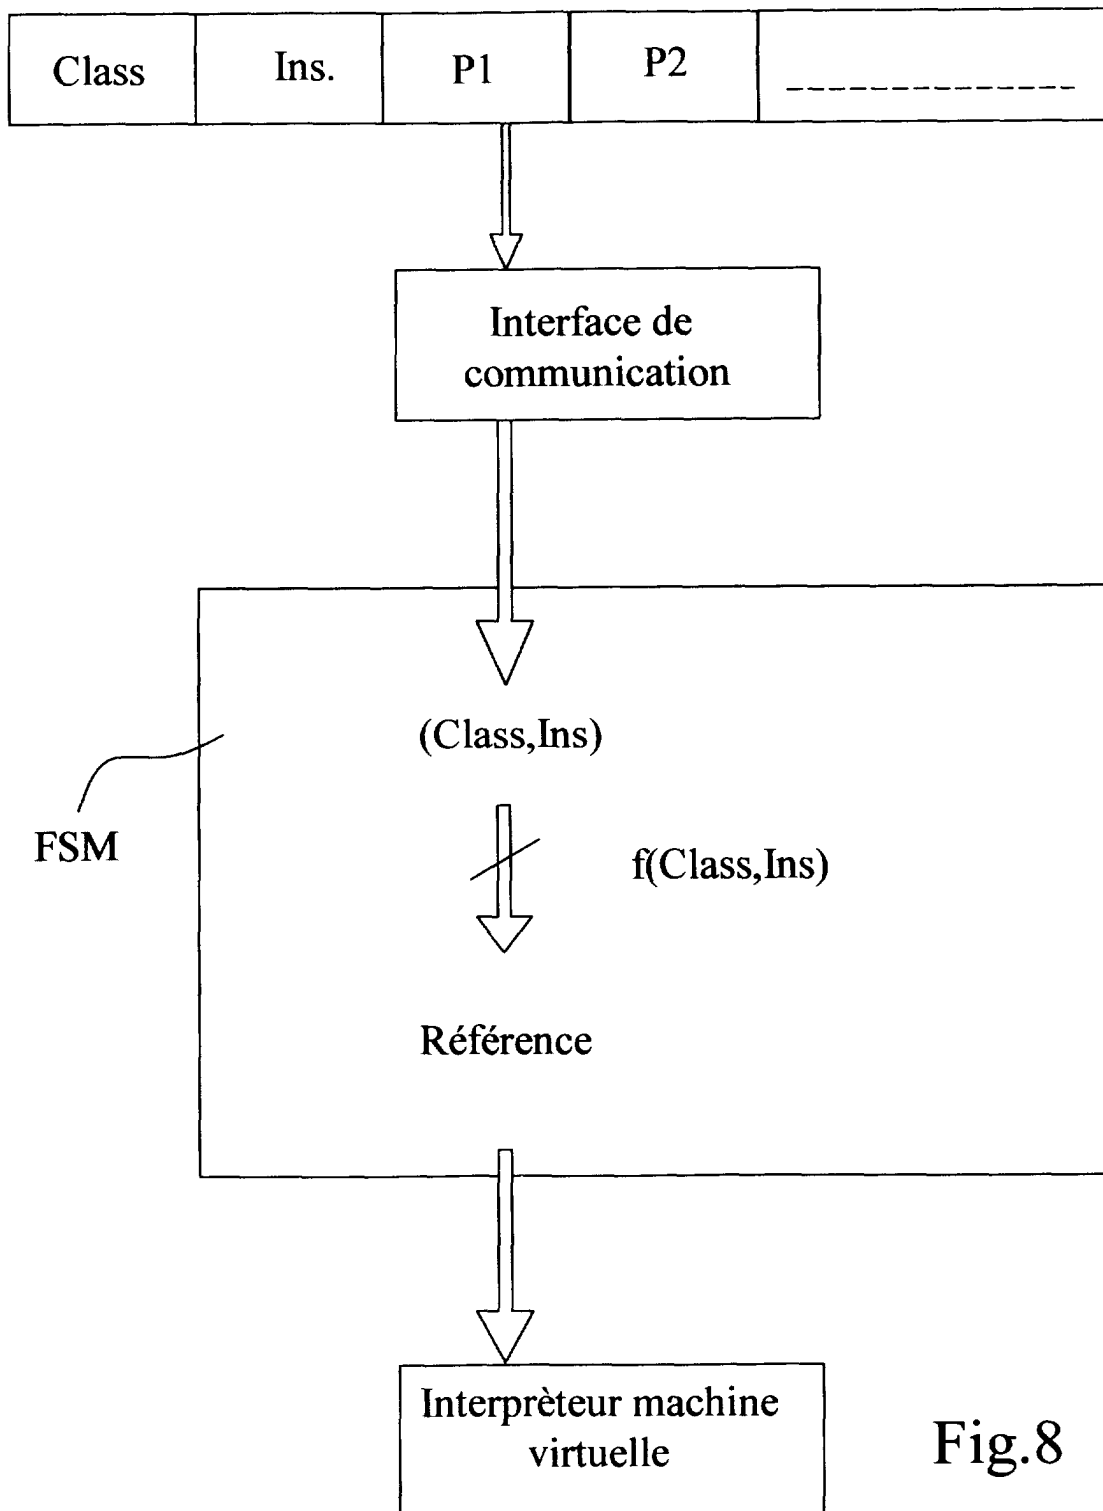 Class Ins. P1 P2
Interface de
communication
(Class,Ins)
FSM
f(Class,Ins)
Référence
Interprèteur machine
virtuelle
Fig.8